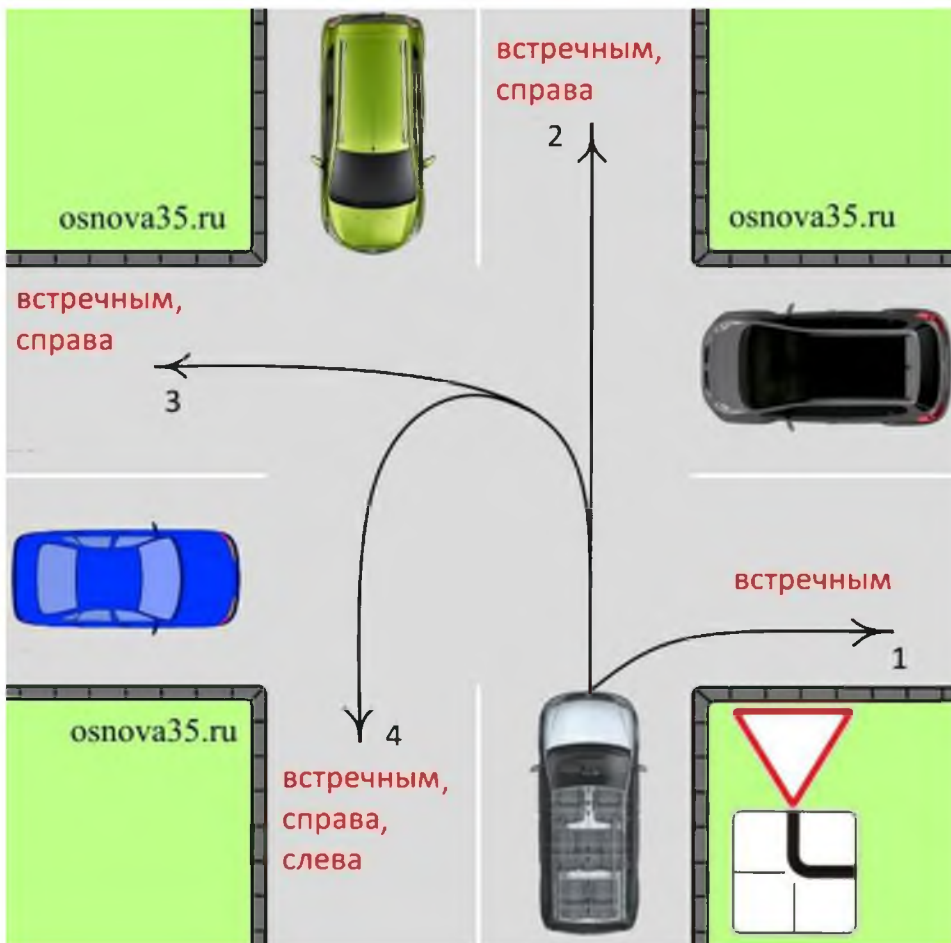 встречным,
справа
2
osnova35.ru
osnova35.ru
встречным,
справа
3
встречным
1
osnova35.ru
4
встречным,
справа,
слева